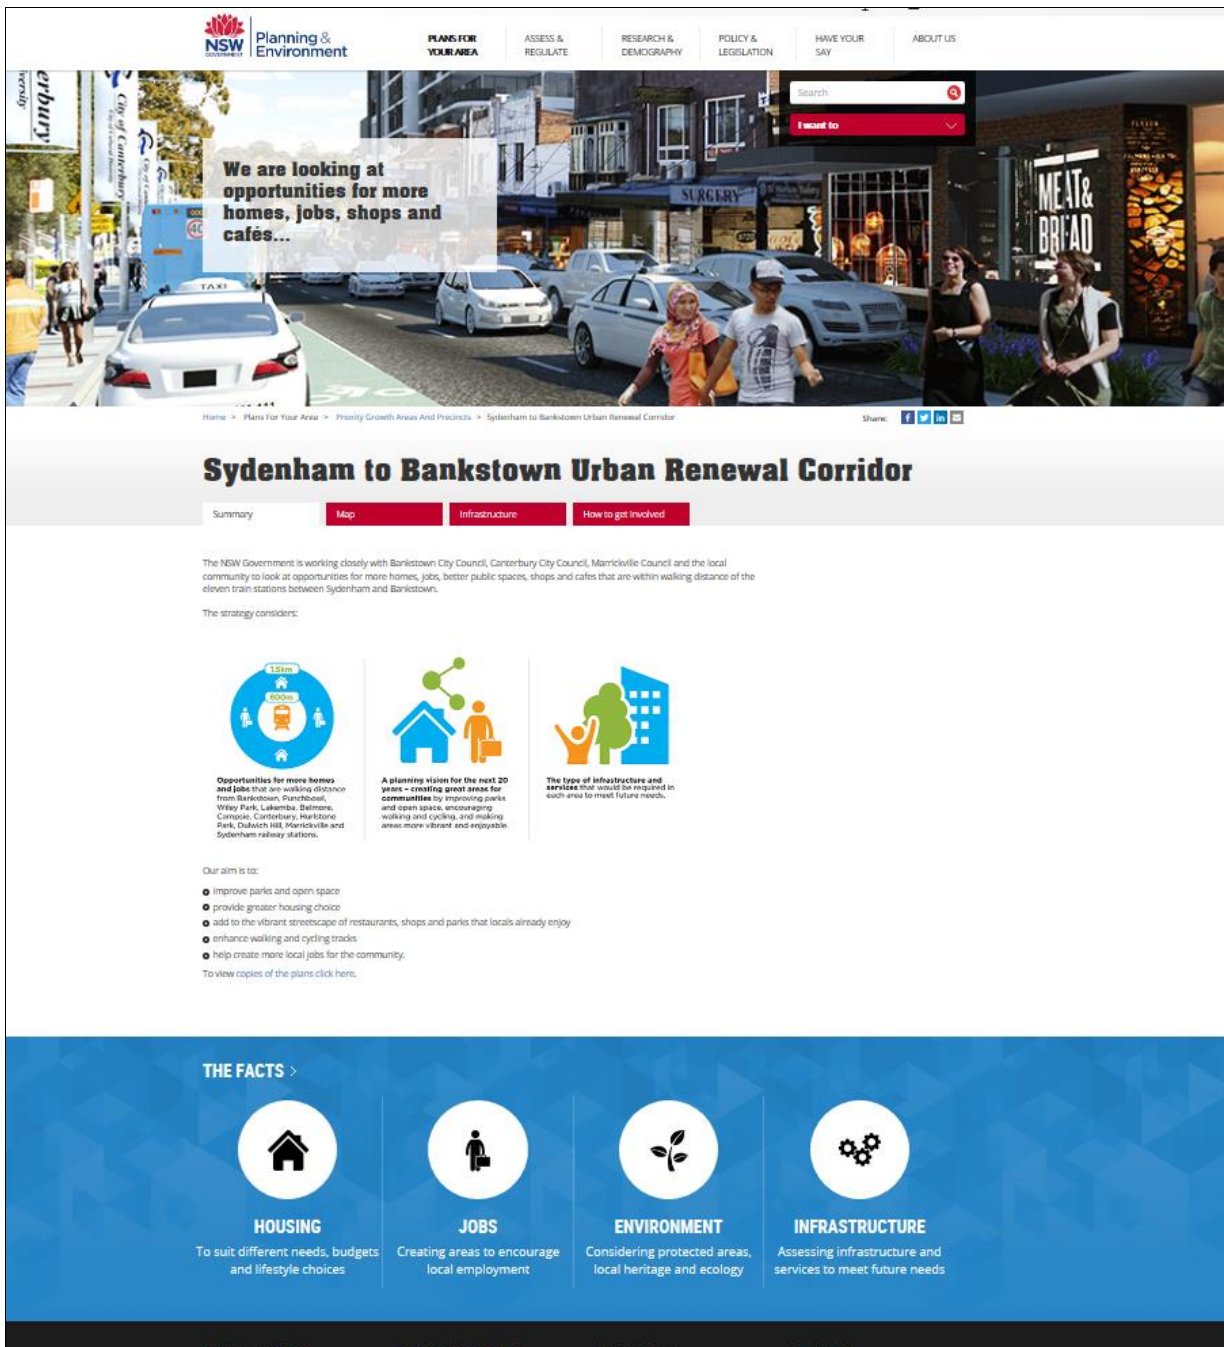 NSW
GOVERNMENT
Planning &
Environment
PLANS FOR
YOUR AREA
ASSESS &
REGULATE
RESEARCH &
DEMOGRAPHY
POLICY &
LEGISLATION
HAVE YOUR
SAY
ABOUT US
Search
I want to
We are looking at
opportunities for more
homes, jobs, shops and
cafés...
City of Canterbury
SURGERY
MEAT&
BREAD
TAXI
40
Home > Plans For Your Area > Priority Growth Areas And Precincts > Sydenham to Bankstown Urban Renewal Corridor
Share:
Sydenham to Bankstown Urban Renewal Corridor
Summary
Map
Infrastructure
How to get involved
The NSW Government is working closely with Bankstown City Council, Canterbury City Council, Marrickville Council and the local
community to look at opportunities for more homes, jobs, better public spaces, shops and cafes that are within walking distance of the
eleven train stations between Sydenham and Bankstown.
The strategy considers:
1.5km
800m
Opportunities for more homes
and jobs that are walking distance
from Bankstown, Punchbowl,
Wiley Park, Lakemba, Belmore,
Campsie, Canterbury, Hurlstone
Park, Dulwich Hill, Marrickville and
Sydenham railway stations.
A planning vision for the next 20
years – creating great areas for
communities by improving parks
and open space, encouraging
walking and cycling, and making
areas more vibrant and enjoyable.
The type of infrastructure and
services that would be required in
each area to meet future needs.
Our aim is to:
improve parks and open space
provide greater housing choice
add to the vibrant streetscape of restaurants, shops and parks that locals already enjoy
enhance walking and cycling tracks
help create more local jobs for the community.
To view copies of the plans click here.
THE FACTS >
HOUSING
To suit different needs, budgets
and lifestyle choices
JOBS
Creating areas to encourage
local employment
ENVIRONMENT
Considering protected areas,
local heritage and ecology
INFRASTRUCTURE
Assessing infrastructure and
services to meet future needs